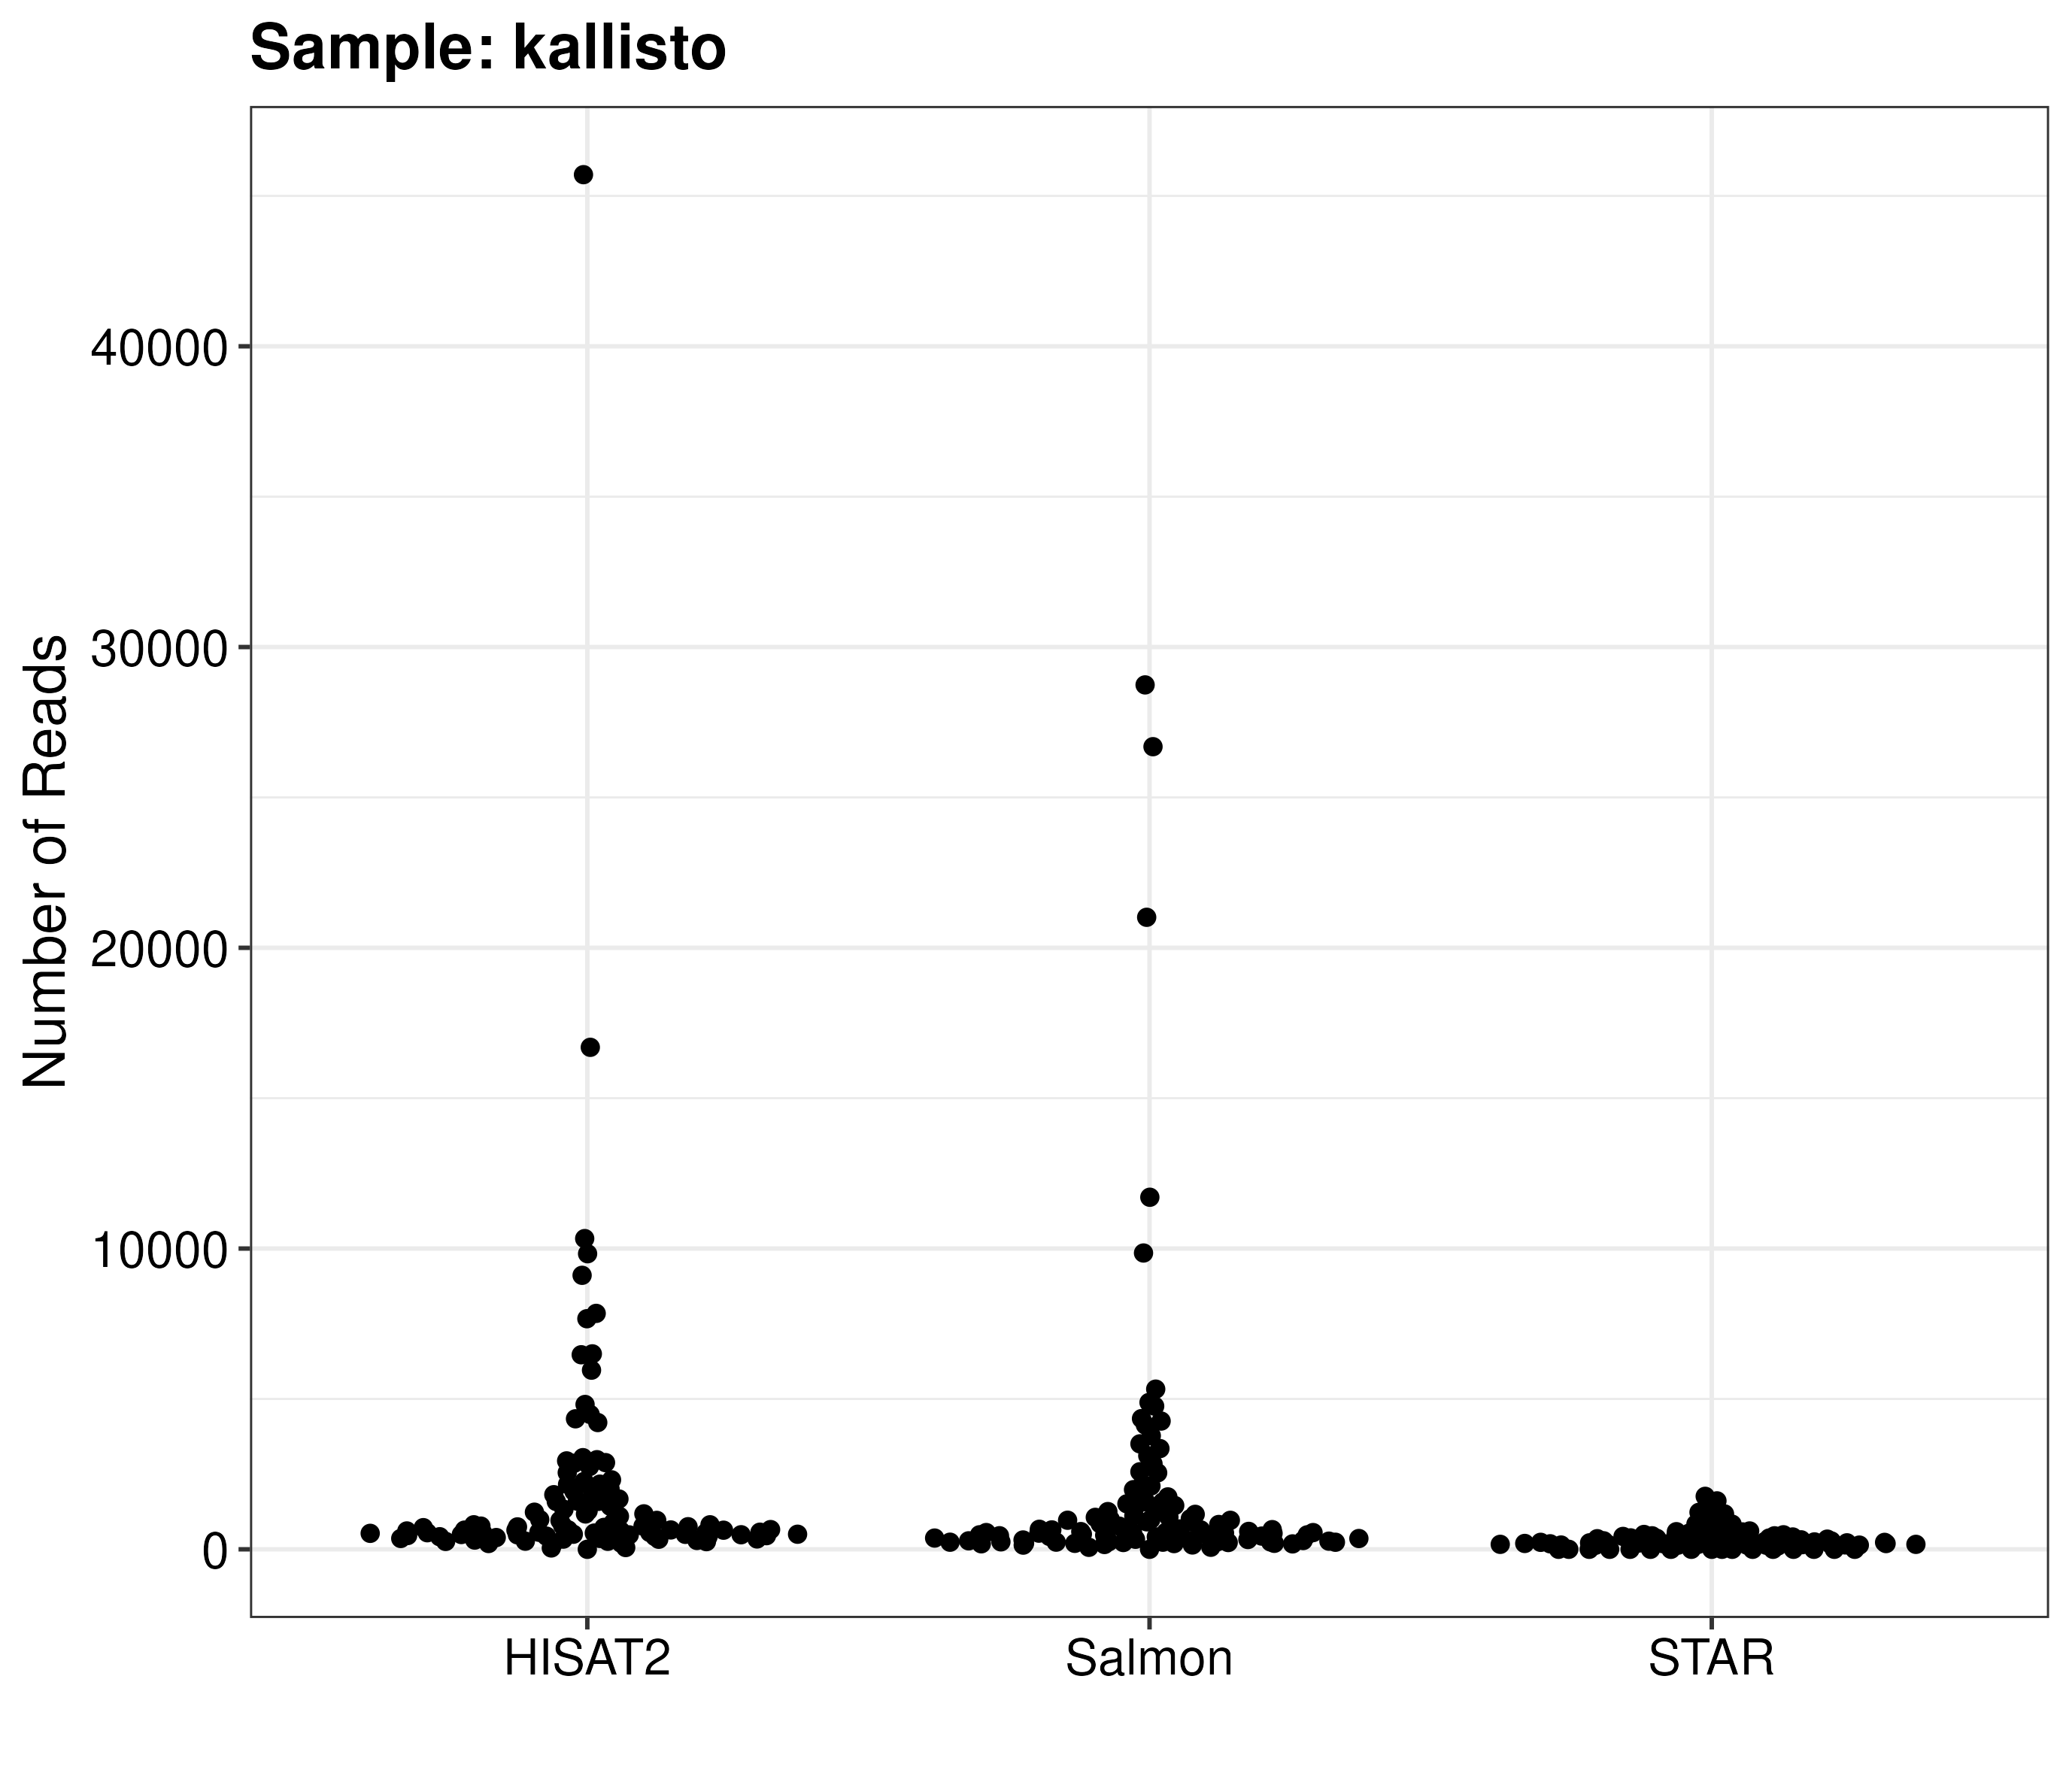 Sample: kallisto
Number of Reads
40000
30000
20000
10000
0
HISAT2
Salmon
STAR